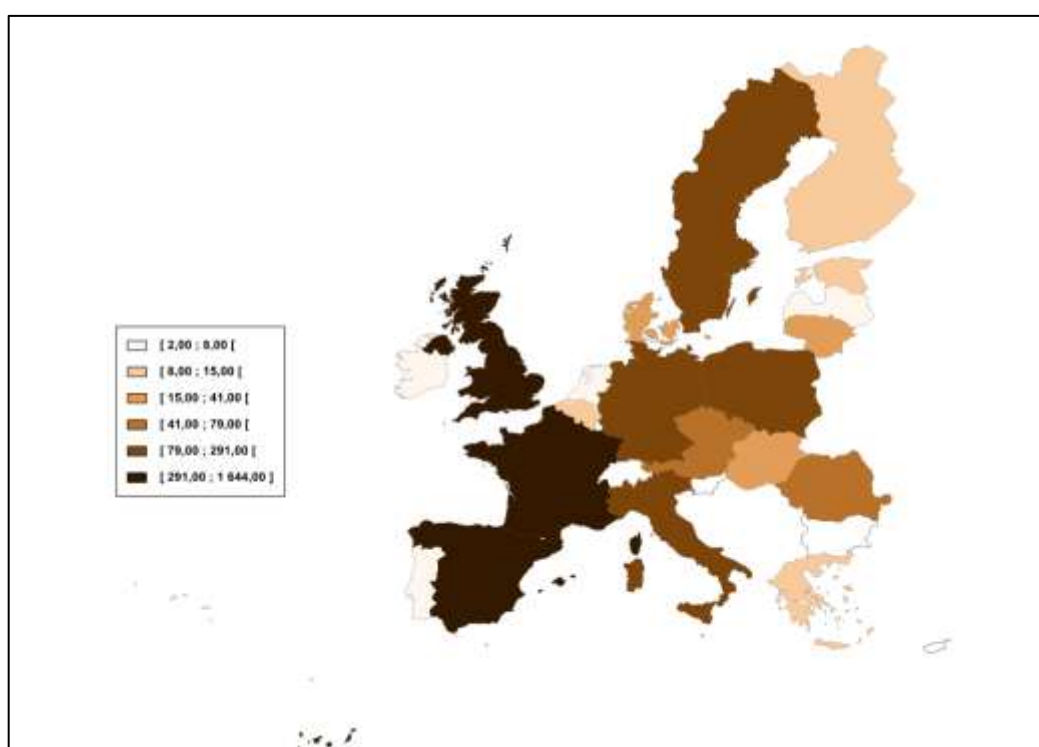 [ 2,00 ; 8,00 [
[ 8,00 ; 15,00 [
[ 15,00 ; 41,00 [
[ 41,00 ; 79,00 [
[ 79,00 ; 291,00 [
[ 291,00 ; 1 644,00 ]